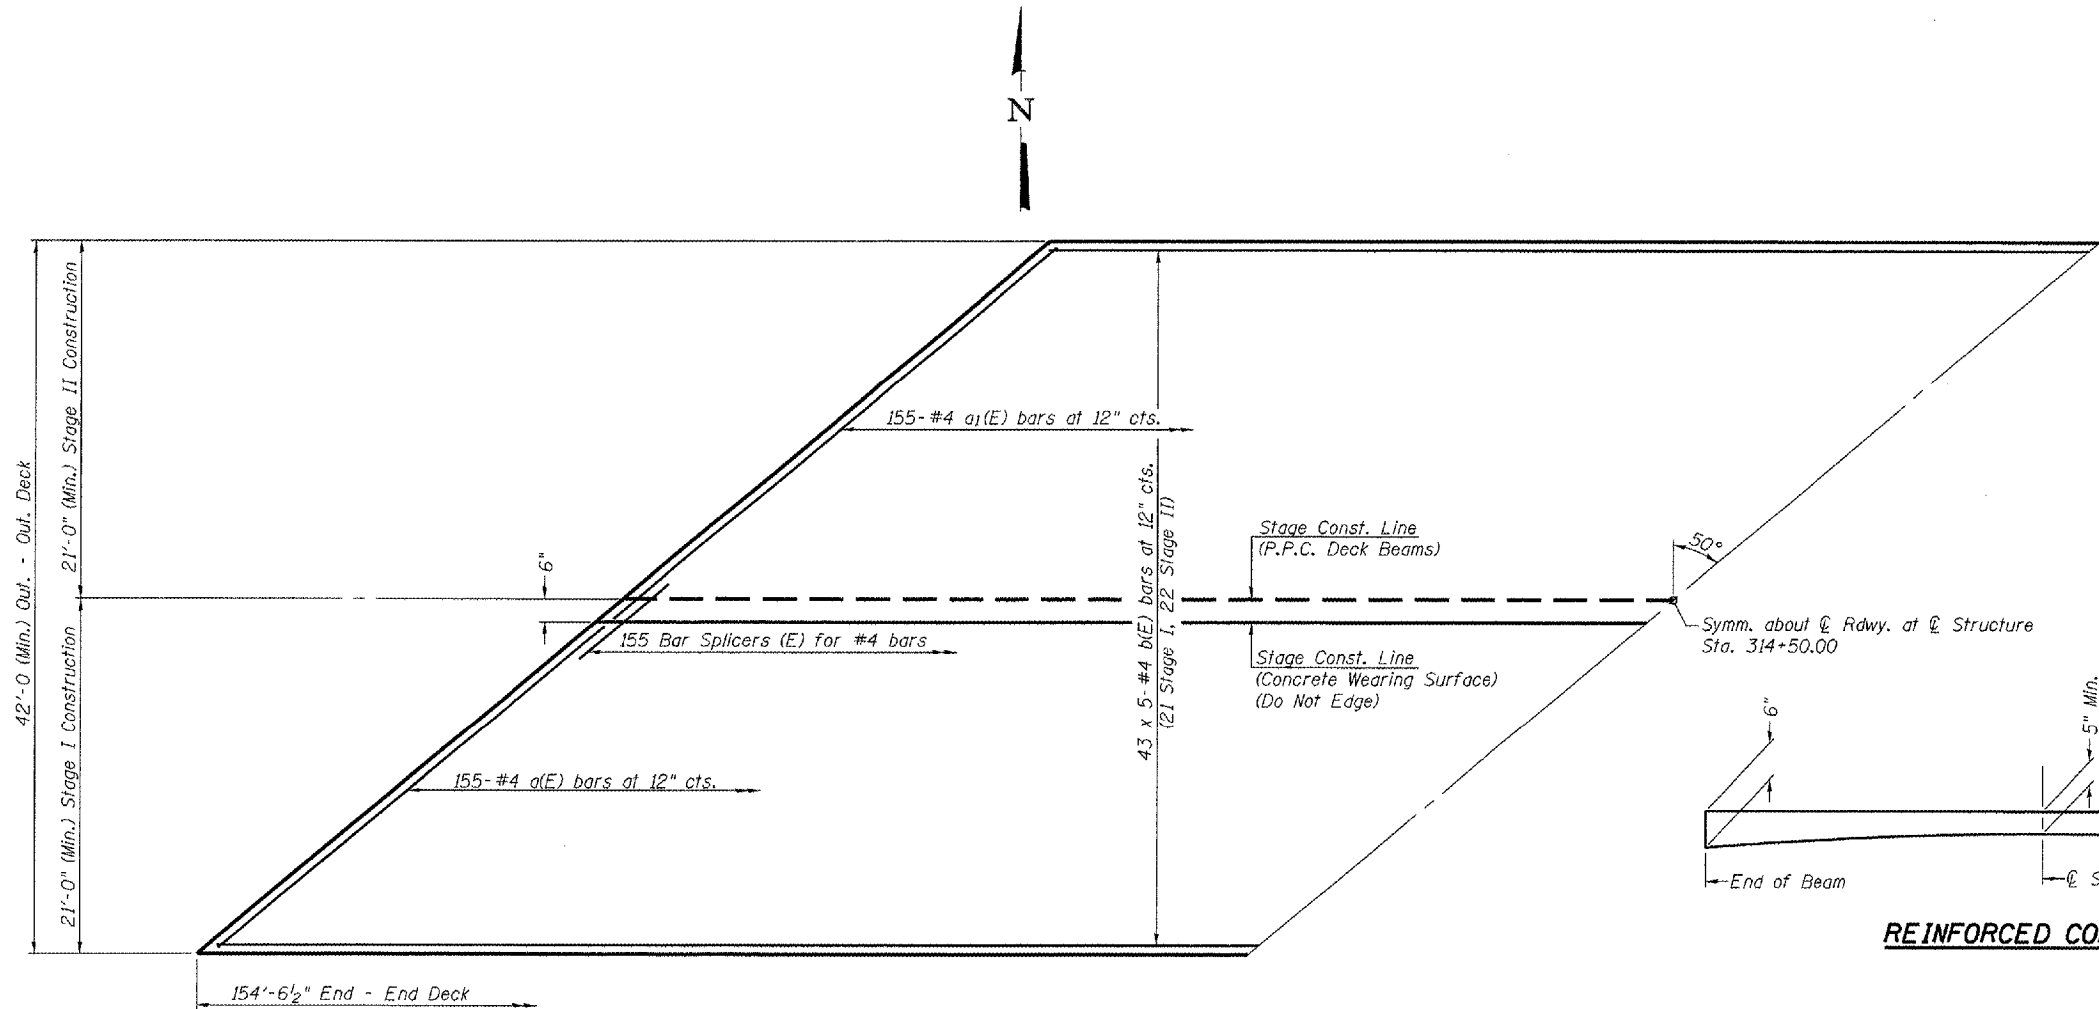 N
42'-0 (Min.) Out. - Out. Deck
21'-0" (Min.) Stage II Construction
21'-0" (Min.) Stage I Construction
155-#4 a1(E) bars at 12" cts.
43 x 5-#4 b(E) bars at 12" cts.
(21 Stage I, 22 Stage II)
6"
Stage Const. Line
(P.P.C. Deck Beams)
50°
155 Bar Splicers (E) for #4 bars
Stage Const. Line
(Concrete Wearing Surface)
(Do Not Edge)
Symm. about ℄ Rdwy. at ℄ Structure
Sta. 314+50.00
155-#4 a(E) bars at 12" cts.
6"
5" Min.
End of Beam
℄ S
REINFORCED CO
154'-6½" End - End Deck